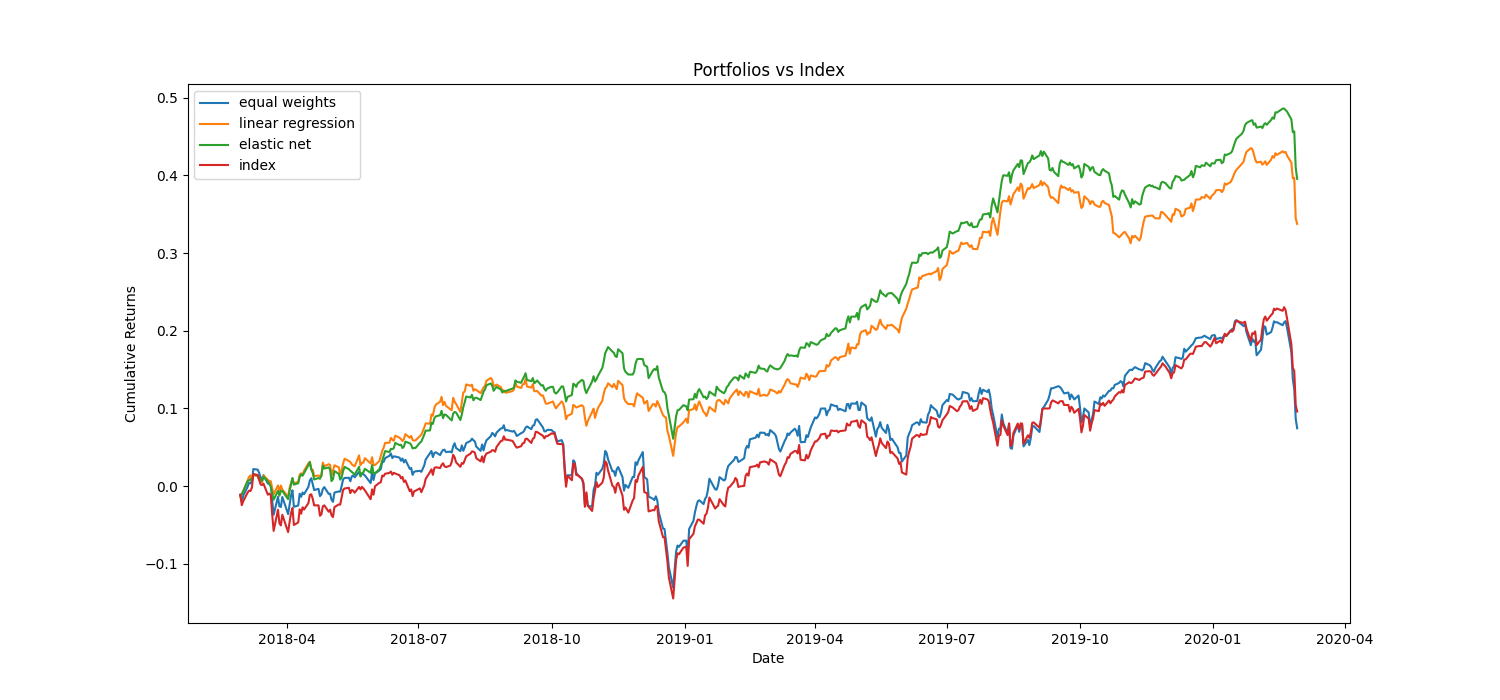 Portfolios vs Index
equal weights
linear regression
elastic net
index
Cumulative Returns
0.5
0.4
0.3
0.2
0.1
0.0
−0.1
2018-04 2018-07 2018-10 2019-01 2019-04 2019-07 2019-10 2020-01 2020-04
Date